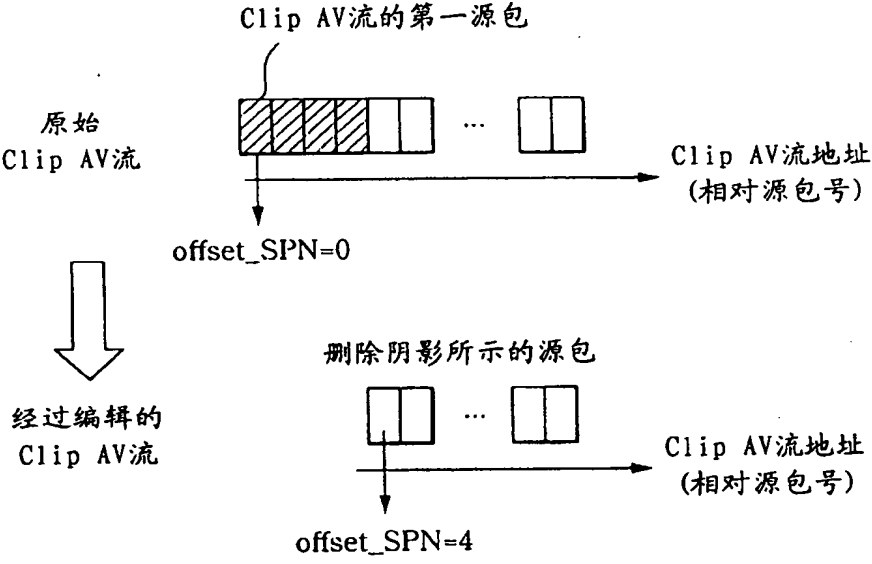 Clip AV流的第一源包
原始
Clip AV流
...
Clip AV流地址
(相对源包号)
offset_SPN=0
删除阴影所示的源包
经过编辑的
Clip AV流
...
Clip AV流地址
(相对源包号)
offset_SPN=4